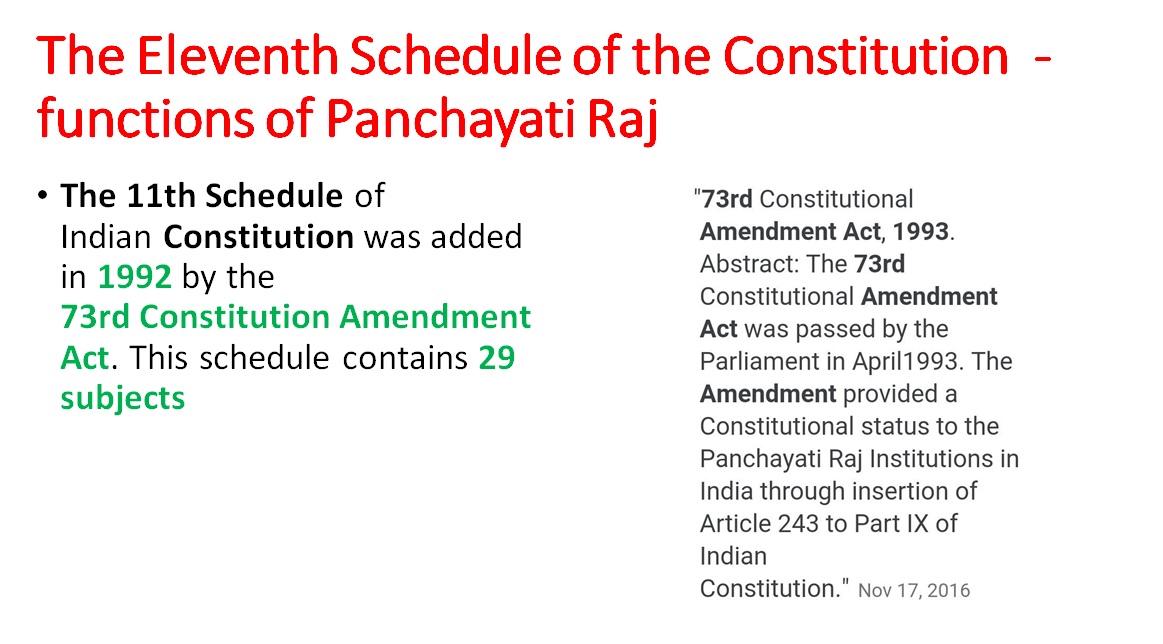 The Eleventh Schedule of the Constitution -
functions of Panchayati Raj
• The 11th Schedule of
Indian Constitution was added
in 1992 by the
73rd Constitution Amendment
Act. This schedule contains 29
subjects
"73rd Constitutional
Amendment Act, 1993.
Abstract: The 73rd
Constitutional Amendment
Act was passed by the
Parliament in April1993. The
Amendment provided a
Constitutional status to the
Panchayati Raj Institutions in
India through insertion of
Article 243 to Part IX of
Indian
Constitution." Nov 17, 2016